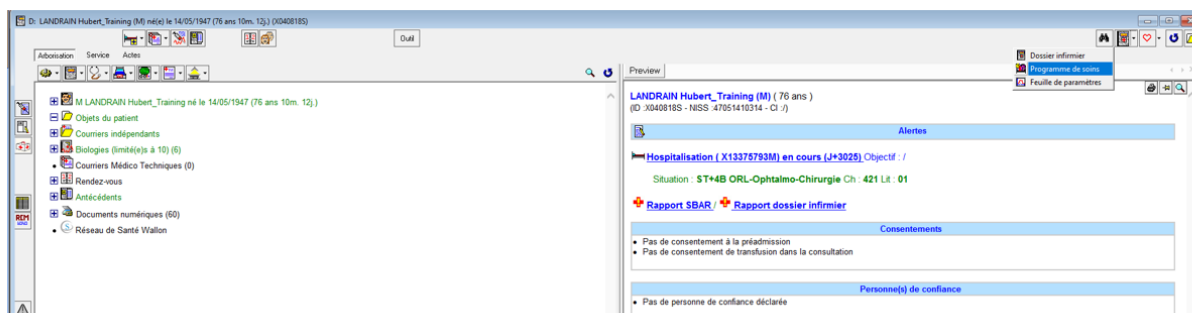 D: LANDRAIN Hubert_Training (M) né(e) le 14/05/1947 (76 ans 10m. 12j.) (X040818S)
Outil
Arborisation Service Actes
M LANDRAIN Hubert_Training né le 14/05/1947 (76 ans 10m. 12j.)
Objets du patient
Courriers indépendants
Biologies (limité(e)s à 10) (6)
Courriers Médico Techniques (0)
Rendez-vous
Antécédents
Documents numériques (60)
Réseau de Santé Wallon
REM
Dossier infirmier
Programme de soins
Feuille de paramètres
Preview
LANDRAIN Hubert_Training (M) ( 76 ans )
(ID :X040818S - NISS :47051410314 - CI :/)
Alertes
Hospitalisation ( X13375793M) en cours (J+3025) Objectif : /
Situation : ST+4B ORL-Ophtalmo-Chirurgie Ch : 421 Lit : 01
Rapport SBAR / Rapport dossier infirmier
Consentements
• Pas de consentement à la préadmission
• Pas de consentement de transfusion dans la consultation
Personne(s) de confiance
• Pas de personne de confiance déclarée